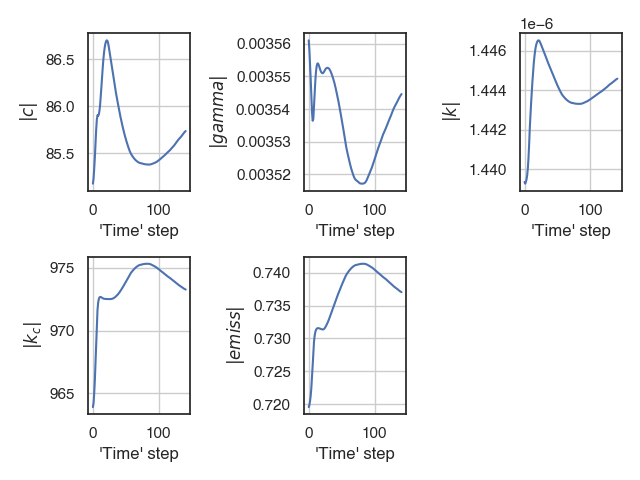 86.5
86.0
85.5
|c|
0 100
'Time' step
0.00356
0.00355
0.00354
0.00353
0.00352
|gamma|
0 100
'Time' step
1e−6
1.446
1.444
1.442
1.440
|k|
0 100
'Time' step
975
970
965
|k_c|
0 100
'Time' step
0.740
0.735
0.730
0.725
0.720
|emiss|
0 100
'Time' step